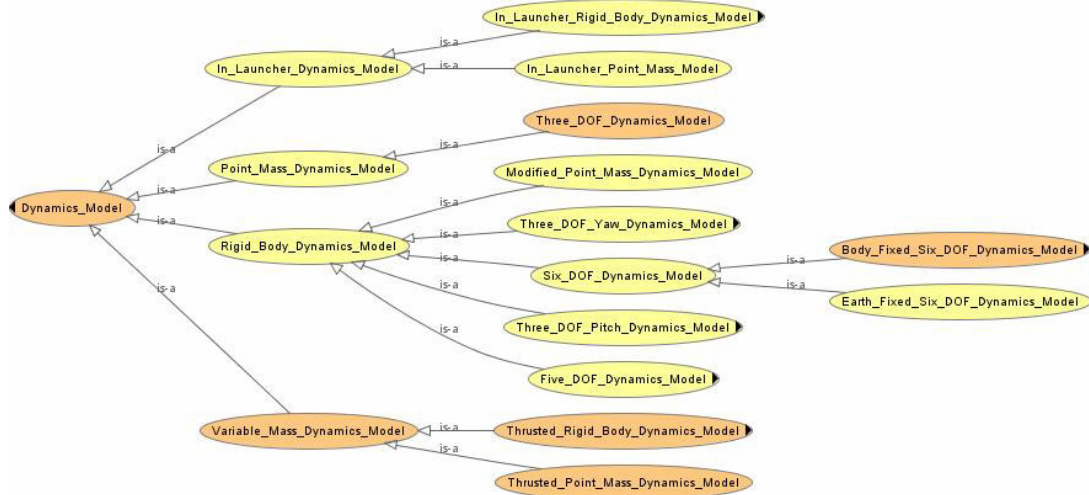 In_Launcher_Rigid_Body_Dynamics_Model
is-a
In_Launcher_Dynamics_Model
is-a
In_Launcher_Point_Mass_Model
Three_DOF_Dynamics_Model
is-a
is-a
Point_Mass_Dynamics_Model
Modified_Point_Mass_Dynamics_Model
is-a
is-a
Dynamics_Model
is-a
Three_DOF_Yaw_Dynamics_Model
is-a
Rigid_Body_Dynamics_Model
Body_Fixed_Six_DOF_Dynamics_Model
is-a
is-a
Six_DOF_Dynamics_Model
is-a
is-a
is-a
Earth_Fixed_Six_DOF_Dynamics_Model
Three_DOF_Pitch_Dynamics_Model
is-a
Five_DOF_Dynamics_Model
Variable_Mass_Dynamics_Model
is-a
Thrusted_Rigid_Body_Dynamics_Model
is-a
Thrusted_Point_Mass_Dynamics_Model